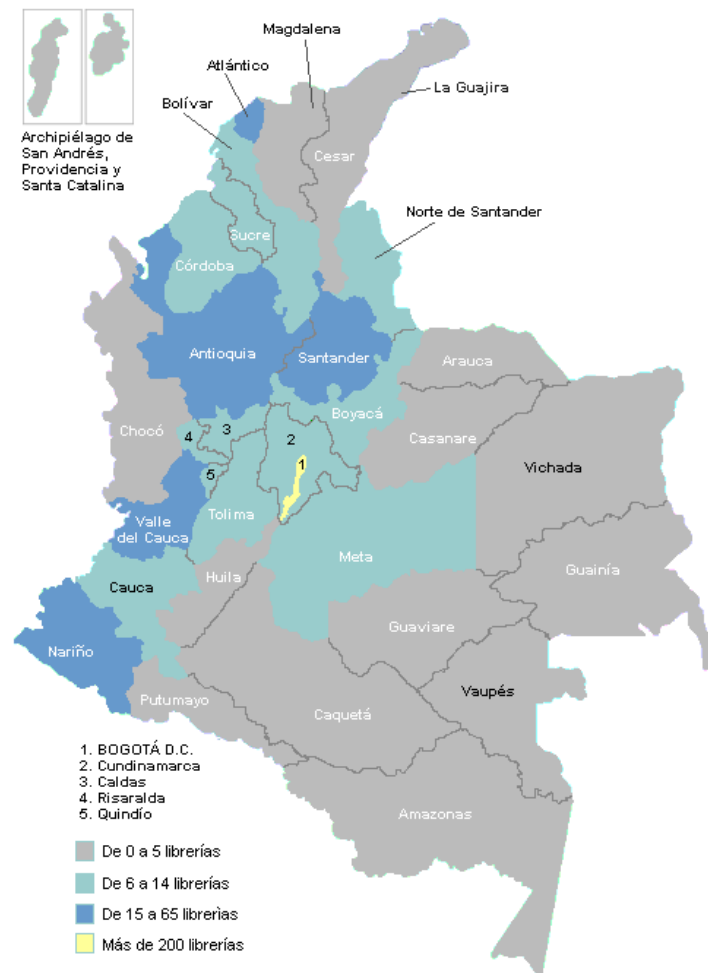 Magdalena
Atlántico
La Guajira
Bolívar
Archipiélago de
San Andrés,
Providencia y
Santa Catalina
Cesar
Norte de Santander
Sucre
Córdoba
Antioquia
Santander
Arauca
Boyacá
Chocó
3
4
2
Casanare
1
Vichada
5
Tolima
Valle
del Cauca
Meta
Huila
Guainía
Cauca
Guaviare
Nariño
Vaupés
Putumayo
Caquetá
1. BOGOTÁ D.C.
2. Cundinamarca
3. Caldas
4. Risaralda
5. Quindío
Amazonas
De 0 a 5 librerías
De 6 a 14 librerías
De 15 a 65 librerìas
Más de 200 librerías